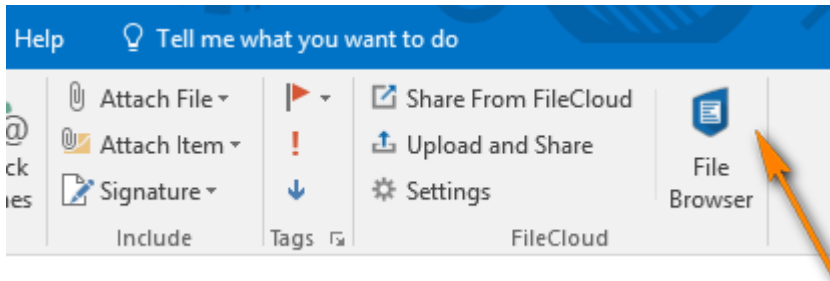 Help Tell me what you want to do
Attach File
Attach Item
Signature
Include
!
Tags
Share From FileCloud
Upload and Share
Settings
File
Browser
FileCloud